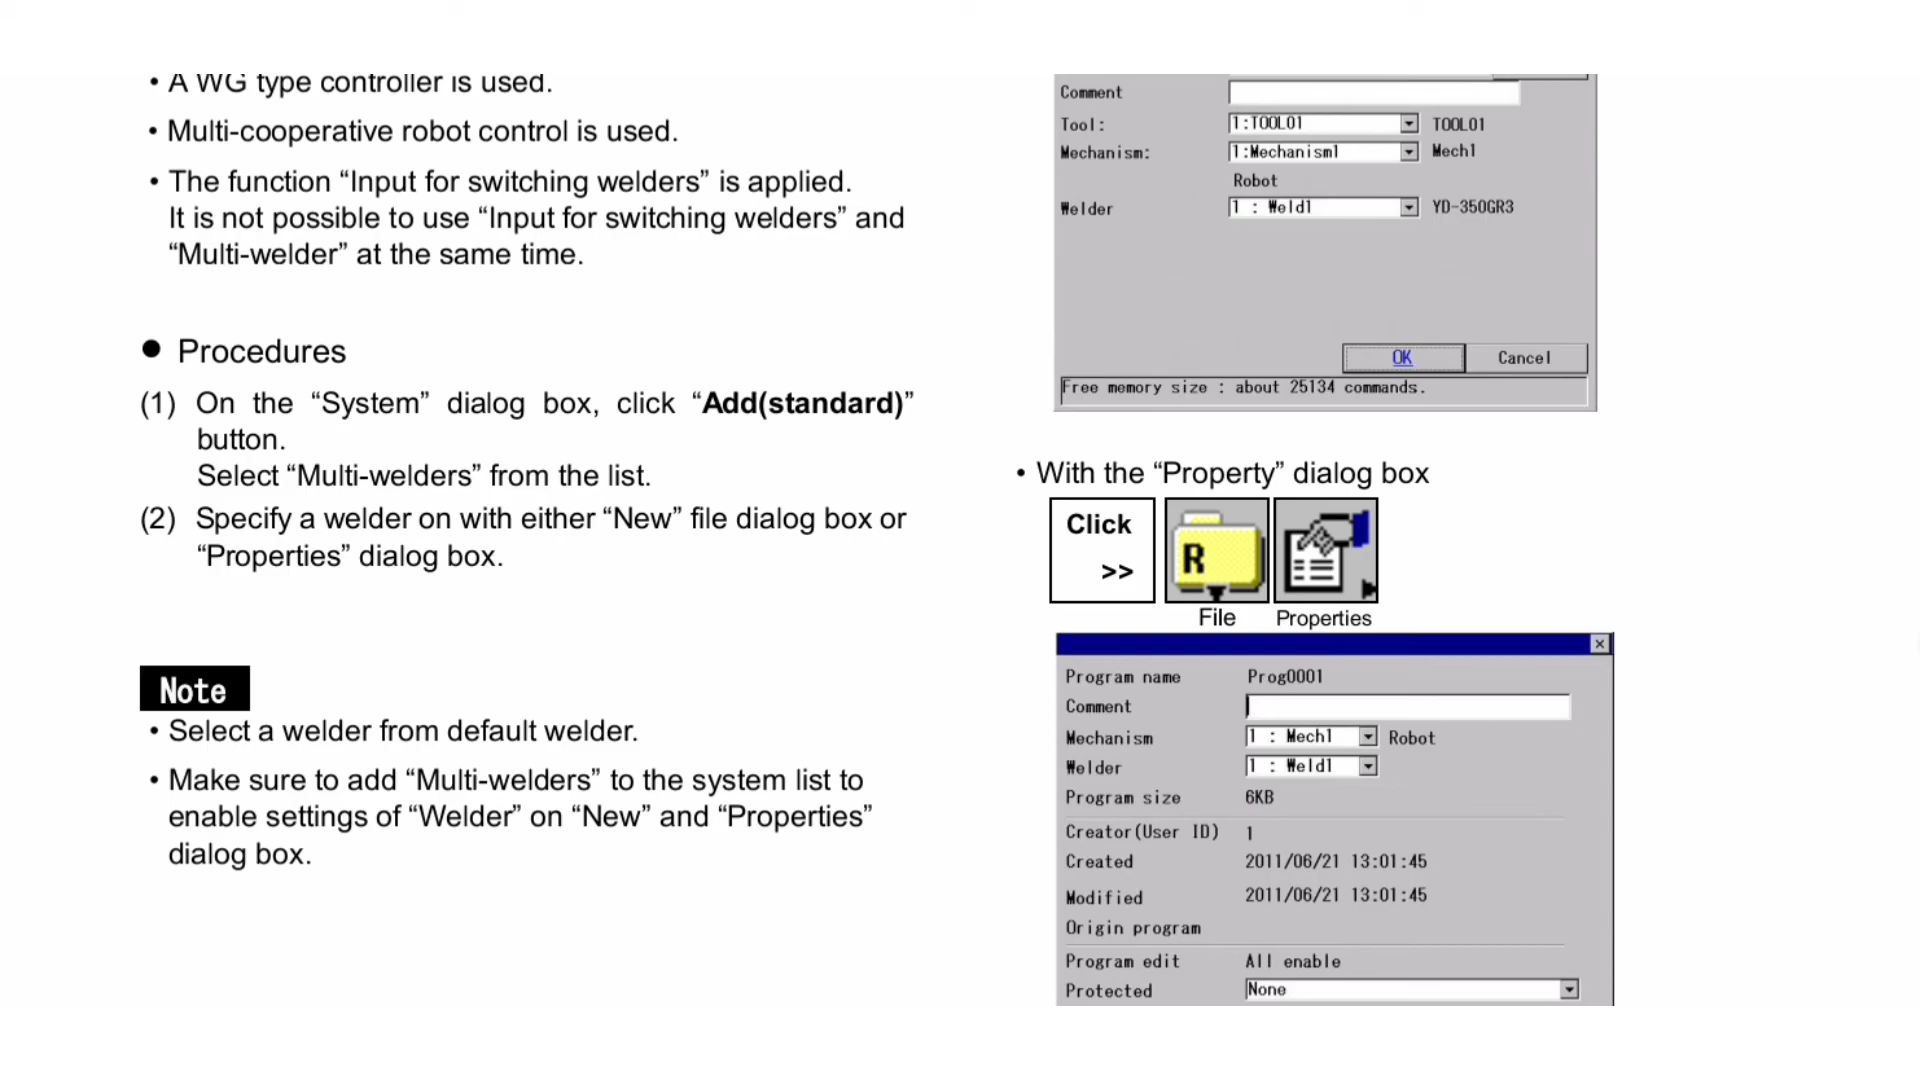 • A WG type controller is used.
• Multi-cooperative robot control is used.
• The function “Input for switching welders” is applied.
It is not possible to use “Input for switching welders” and
“Multi-welder” at the same time.
● Procedures
(1) On the “System” dialog box, click “Add(standard)”
button.
Select “Multi-welders” from the list.
(2) Specify a welder on with either “New” file dialog box or
“Properties” dialog box.
Note
• Select a welder from default welder.
• Make sure to add “Multi-welders” to the system list to
enable settings of “Welder” on “New” and “Properties”
dialog box.
Comment
Tool: 1:TOOL01 TOOL01
Mechanism: 1:Mechanism1 Mech1
Robot
Welder 1 : Weld1 YD-350GR3
OK Cancel
Free memory size : about 25134 commands.
• With the “Property” dialog box
Click
>>
R
File Properties
Program name Prog0001
Comment
Mechanism 1 : Mech1 Robot
Welder 1 : Weld1
Program size 6KB
Creator(User ID) 1
Created 2011/06/21 13:01:45
Modified 2011/06/21 13:01:45
Origin program
Program edit All enable
Protected None